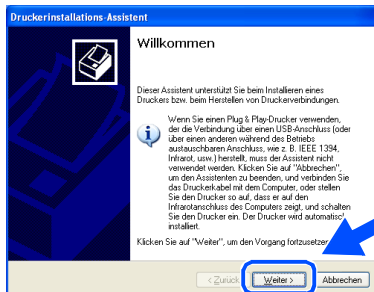 Druckerinstallations-Assistent
Willkommen
Dieser Assistent unterstützt Sie beim Installieren eines
Druckers bzw. beim Herstellen von Druckerverbindungen.
Wenn Sie einen Plug & Play-Drucker verwenden,
der die Verbindung über einen USB-Anschluss (oder
über einen anderen während des Betriebs
austauschbaren Anschluss, wie z. B. IEEE 1394,
Infrarot, usw.) herstellt, muss der Assistent nicht
verwendet werden. Klicken Sie auf "Abbrechen",
um den Assistenten zu beenden, und verbinden Sie
das Druckerkabel mit dem Computer, oder stellen
Sie den Drucker so auf, dass er auf den
Infrarotanschluss des Computers zeigt, und schalten
Sie den Drucker ein. Der Drucker wird automatisch
installiert.
Klicken Sie auf "Weiter", um den Vorgang fortzusetzen
< Zurück Weiter > Abbrechen